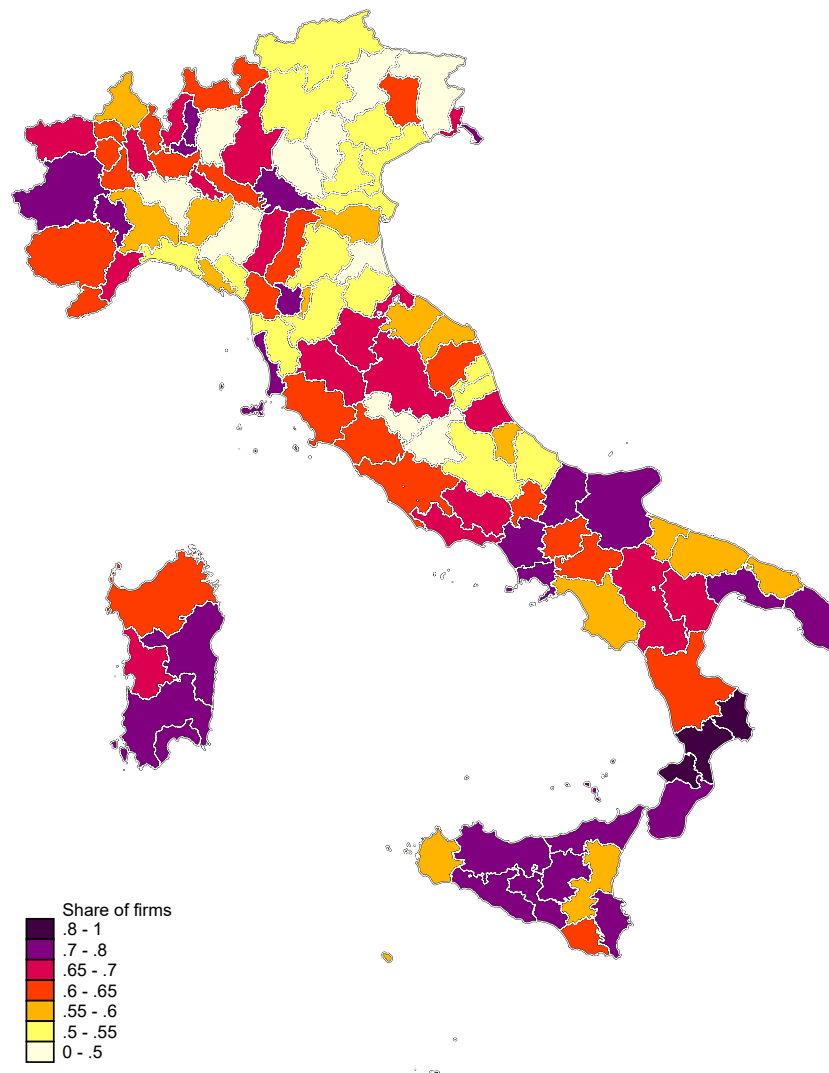 Share of firms
.8 - 1
.7 - .8
.65 - .7
.6 - .65
.55 - .6
.5 - .55
0 - .5